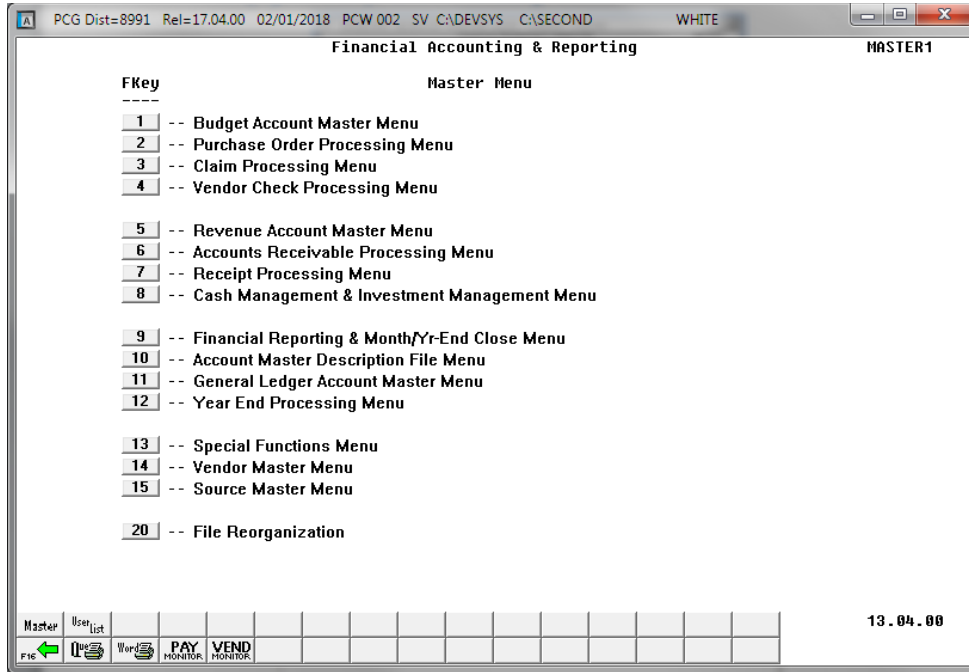 A PCG Dist=8991 Rel=17.04.00 02/01/2018 PCW 002 SV C:\DEVSYS C:\SECOND WHITE
Financial Accounting & Reporting MASTER1
FKey Master Menu
----
1 -- Budget Account Master Menu
2 -- Purchase Order Processing Menu
3 -- Claim Processing Menu
4 -- Vendor Check Processing Menu
5 -- Revenue Account Master Menu
6 -- Accounts Receivable Processing Menu
7 -- Receipt Processing Menu
8 -- Cash Management & Investment Management Menu
9 -- Financial Reporting & Month/Yr-End Close Menu
10 -- Account Master Description File Menu
11 -- General Ledger Account Master Menu
12 -- Year End Processing Menu
13 -- Special Functions Menu
14 -- Vendor Master Menu
15 -- Source Master Menu
20 -- File Reorganization
Master User List 13.04.00
F16 Que Word PAY MONITOR VEND MONITOR